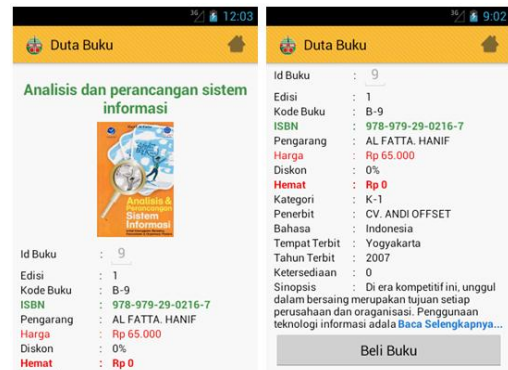 3G 12:03
Duta Buku
Analisis dan perancangan sistem
informasi
Analisis &
Perancangan
Sistem
Informasi
Id Buku : 9
Edisi : 1
Kode Buku : B-9
ISBN : 978-979-29-0216-7
Pengarang : AL FATTA. HANIF
Harga : Rp 65.000
Diskon : 0%
Hemat : Rp 0
3G 9:02
Duta Buku
Id Buku : 9
Edisi : 1
Kode Buku : B-9
ISBN : 978-979-29-0216-7
Pengarang : AL FATTA. HANIF
Harga : Rp 65.000
Diskon : 0%
Hemat : Rp 0
Kategori : K-1
Penerbit : CV. ANDI OFFSET
Bahasa : Indonesia
Tempat Terbit : Yogyakarta
Tahun Terbit : 2007
Ketersediaan : 0
Sinopsis : Di era kompetitif ini, unggul
dalam bersaing merupakan tujuan setiap
perusahaan dan oraganisasi. Penggunaan
teknologi informasi adala Baca Selengkapnya...
Beli Buku